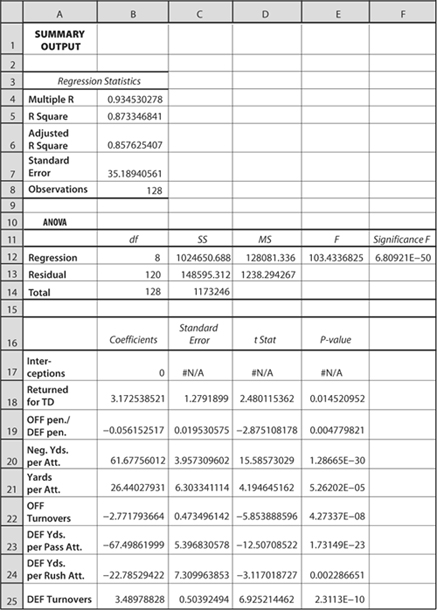 A B C D E F
1 SUMMARY
OUTPUT
2
3 Regression Statistics
4 Multiple R 0.934530278
5 R Square 0.873346841
6 Adjusted
R Square 0.857625407
7 Standard
Error 35.18940561
8 Observations 128
9
10 ANOVA
11 df SS MS F Significance F
12 Regression 8 1024650.688 128081.336 103.4336825 6.80921E−50
13 Residual 120 148595.312 1238.294267
14 Total 128 1173246
15
16 Coefficients Standard
Error t Stat P-value
17 Inter-
ceptions 0 #N/A #N/A #N/A
18 Returned
for TD 3.172538521 1.2791899 2.480115362 0.014520952
19 OFF pen./
DEF pen. −0.056152517 0.019530575 −2.875108178 0.004779821
20 Neg. Yds.
per Att. 61.67756012 3.957309602 15.58573029 1.28665E−30
21 Yards
per Att. 26.44027931 6.303341114 4.194645162 5.26202E−05
22 OFF
Turnovers −2.771793664 0.473496142 −5.853888596 4.27337E−08
23 DEF Yds.
per Pass Att. −67.49861999 5.396830578 −12.50708522 1.73149E−23
24 DEF Yds.
per Rush Att. −22.78529422 7.309963853 −3.117018727 0.002286651
25 DEF Turnovers 3.48978828 0.50392494 6.925214462 2.3113E−10